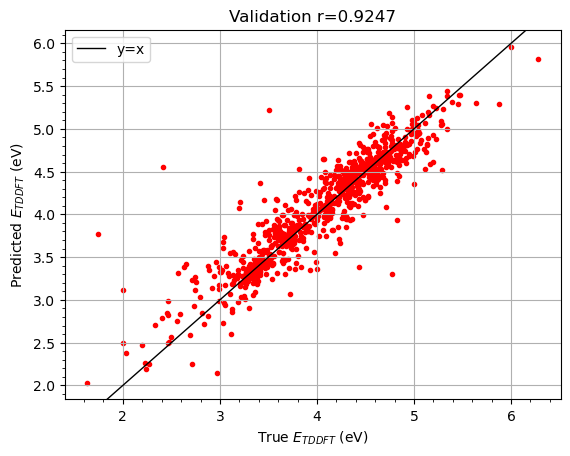 Validation r=0.9247
y=x
Predicted E_TDDFT (eV)
6.0
5.5
5.0
4.5
4.0
3.5
3.0
2.5
2.0
2 3 4 5 6
True E_TDDFT (eV)